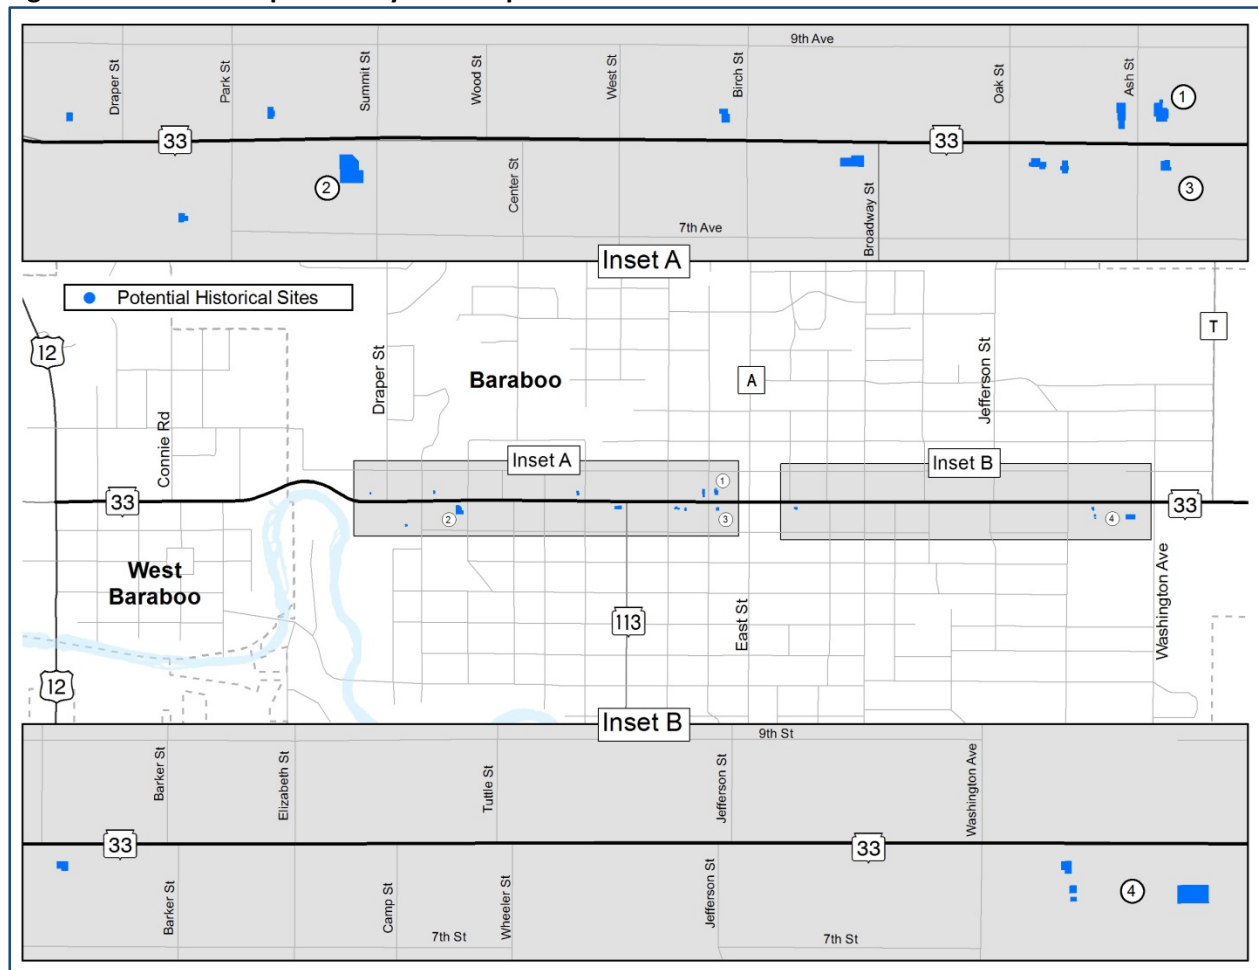 9th Ave
Draper St
Park St
Summit St
Wood St
West St
Birch St
Oak St
Ash St
1
33
33
2
Center St
Broadway St
3
7th Ave
Inset A
Potential Historical Sites
12
T
Draper St
Baraboo
A
Jefferson St
Connie Rd
Inset A
Inset B
1
33
2
3
4
33
West
Baraboo
113
East St
Washington Ave
12
Inset B
9th St
Barker St
Elizabeth St
Tuttle St
Jefferson St
Washington Ave
33
33
Barker St
Camp St
Wheeler St
Jefferson St
4
7th St
7th St